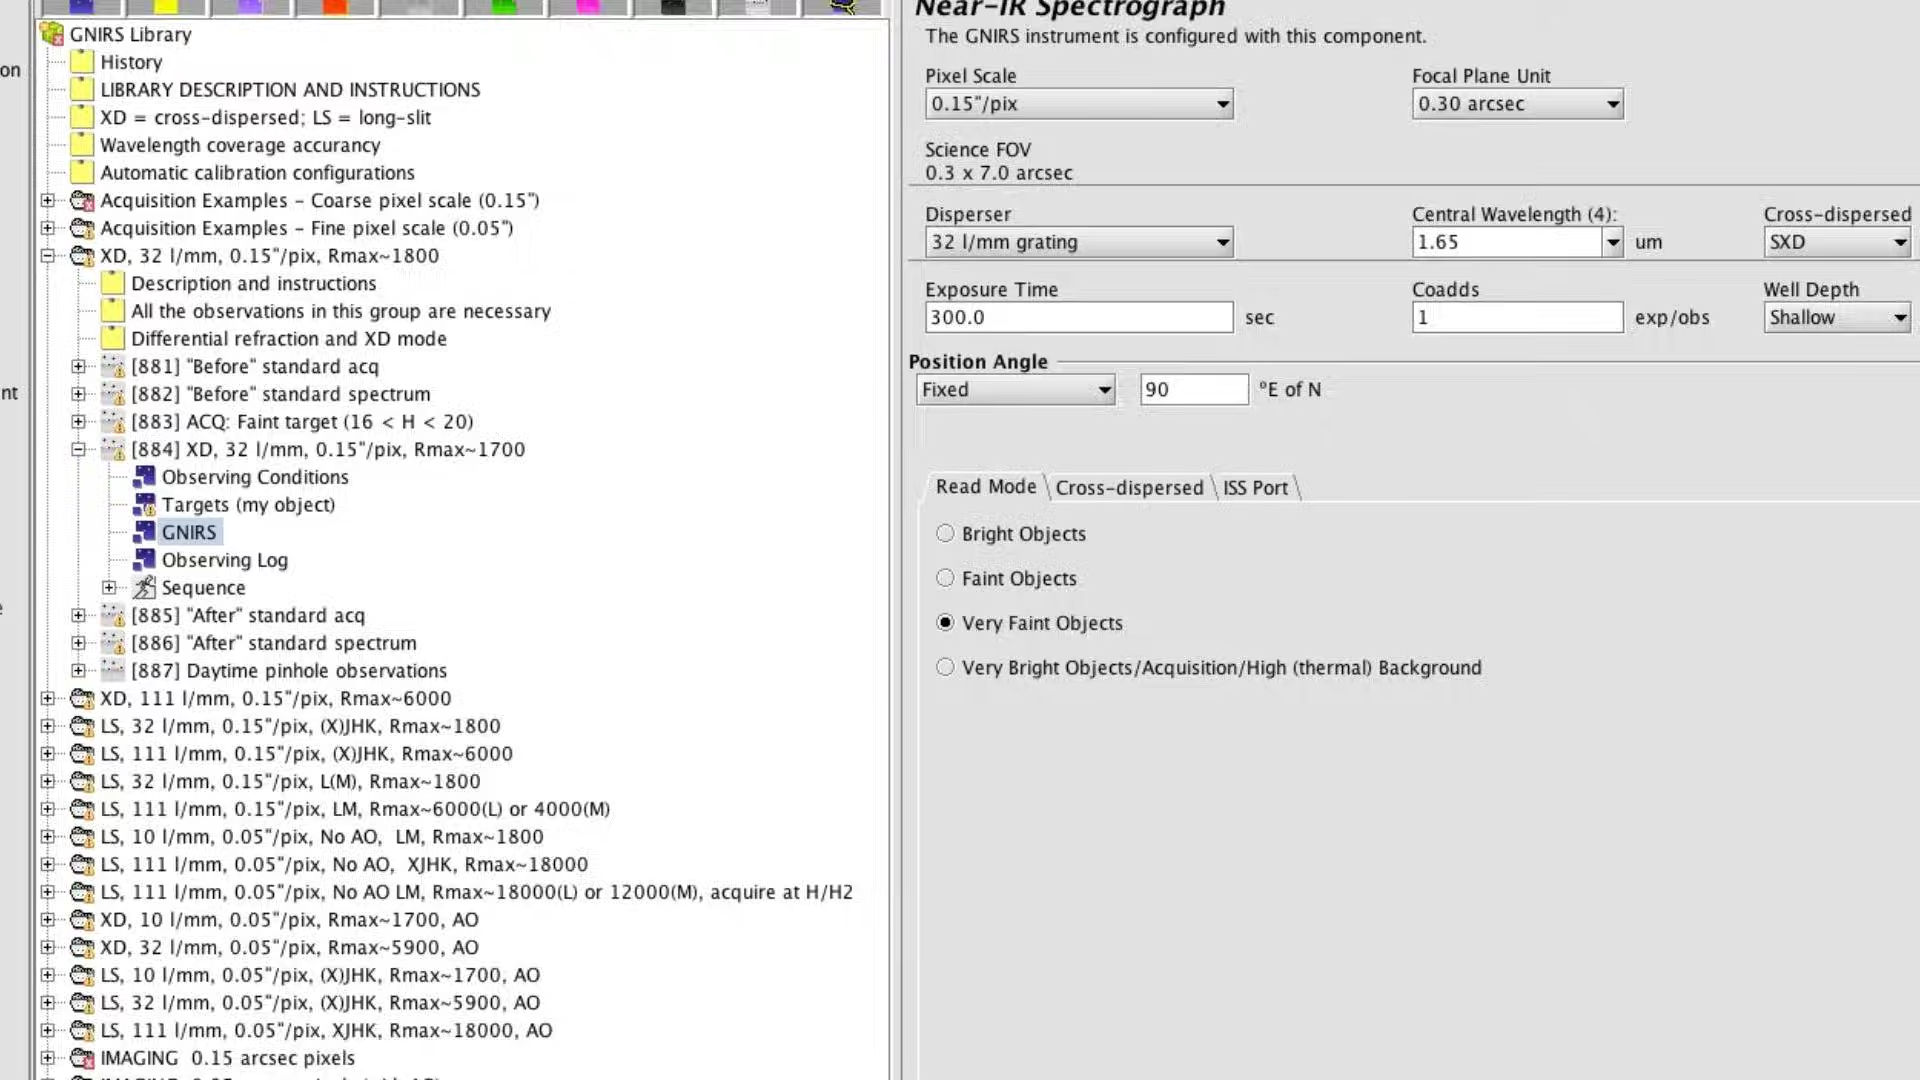 on
nt
GNIRS Library
History
LIBRARY DESCRIPTION AND INSTRUCTIONS
XD = cross-dispersed; LS = long-slit
Wavelength coverage accurancy
Automatic calibration configurations
Acquisition Examples - Coarse pixel scale (0.15")
Acquisition Examples - Fine pixel scale (0.05")
XD, 32 l/mm, 0.15"/pix, Rmax~1800
Description and instructions
All the observations in this group are necessary
Differential refraction and XD mode
[881] "Before" standard acq
[882] "Before" standard spectrum
[883] ACQ: Faint target (16 < H < 20)
[884] XD, 32 l/mm, 0.15"/pix, Rmax~1700
Observing Conditions
Targets (my object)
GNIRS
Observing Log
Sequence
[885] "After" standard acq
[886] "After" standard spectrum
[887] Daytime pinhole observations
XD, 111 l/mm, 0.15"/pix, Rmax~6000
LS, 32 l/mm, 0.15"/pix, (X)JHK, Rmax~1800
LS, 111 l/mm, 0.15"/pix, (X)JHK, Rmax~6000
LS, 32 l/mm, 0.15"/pix, L(M), Rmax~1800
LS, 111 l/mm, 0.15"/pix, LM, Rmax~6000(L) or 4000(M)
LS, 10 l/mm, 0.05"/pix, No AO, LM, Rmax~1800
LS, 111 l/mm, 0.05"/pix, No AO, XJHK, Rmax~18000
LS, 111 l/mm, 0.05"/pix, No AO LM, Rmax~18000(L) or 12000(M), acquire at H/H2
XD, 10 l/mm, 0.05"/pix, Rmax~1700, AO
XD, 32 l/mm, 0.05"/pix, Rmax~5900, AO
LS, 10 l/mm, 0.05"/pix, (X)JHK, Rmax~1700, AO
LS, 32 l/mm, 0.05"/pix, (X)JHK, Rmax~5900, AO
LS, 111 l/mm, 0.05"/pix, XJHK, Rmax~18000, AO
IMAGING 0.15 arcsec pixels
Near-IR Spectrograph
The GNIRS instrument is configured with this component.
Pixel Scale Focal Plane Unit
0.15"/pix 0.30 arcsec
Science FOV
0.3 x 7.0 arcsec
Disperser Central Wavelength (4): Cross-dispersed
32 l/mm grating 1.65 um SXD
Exposure Time Coadds Well Depth
300.0 sec 1 exp/obs Shallow
Position Angle
Fixed 90 °E of N
Read Mode Cross-dispersed ISS Port
Bright Objects
Faint Objects
Very Faint Objects
Very Bright Objects/Acquisition/High (thermal) Background